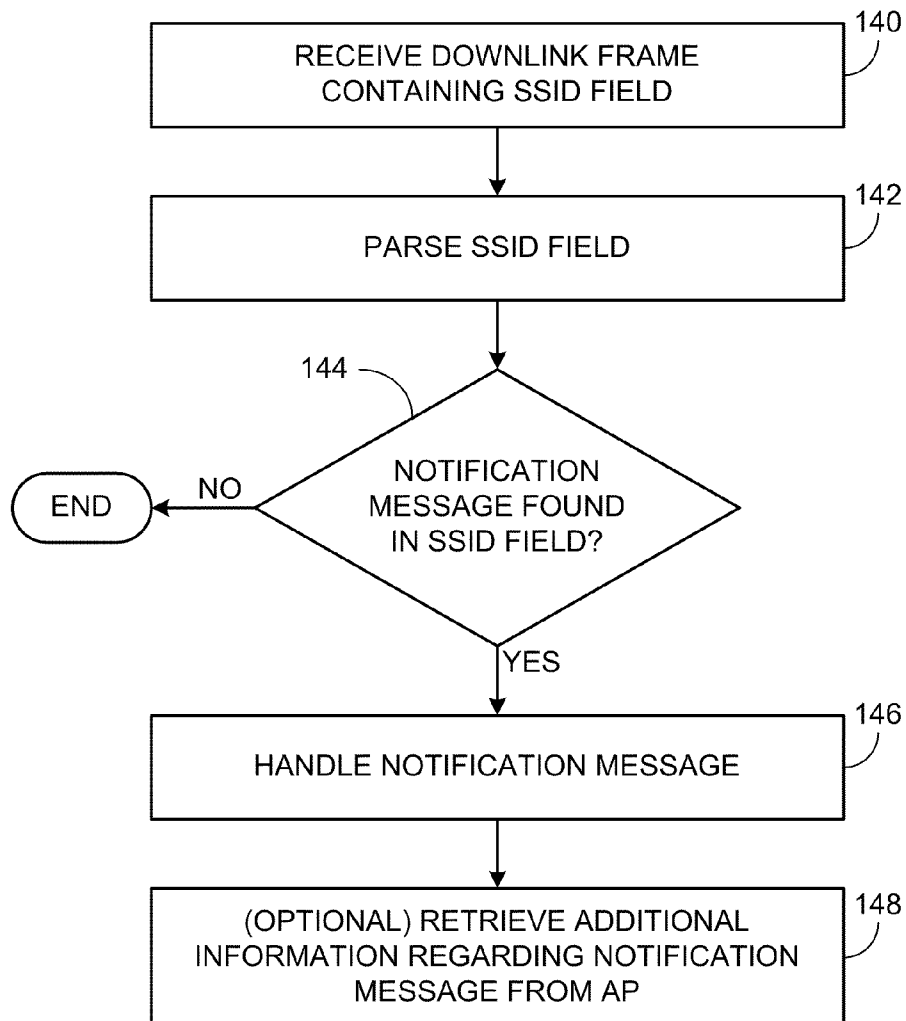 140
RECEIVE DOWNLINK FRAME
CONTAINING SSID FIELD
142
PARSE SSID FIELD
144
NOTIFICATION
MESSAGE FOUND
IN SSID FIELD?
NO
END
YES
146
HANDLE NOTIFICATION MESSAGE
148
(OPTIONAL) RETRIEVE ADDITIONAL
INFORMATION REGARDING NOTIFICATION
MESSAGE FROM AP